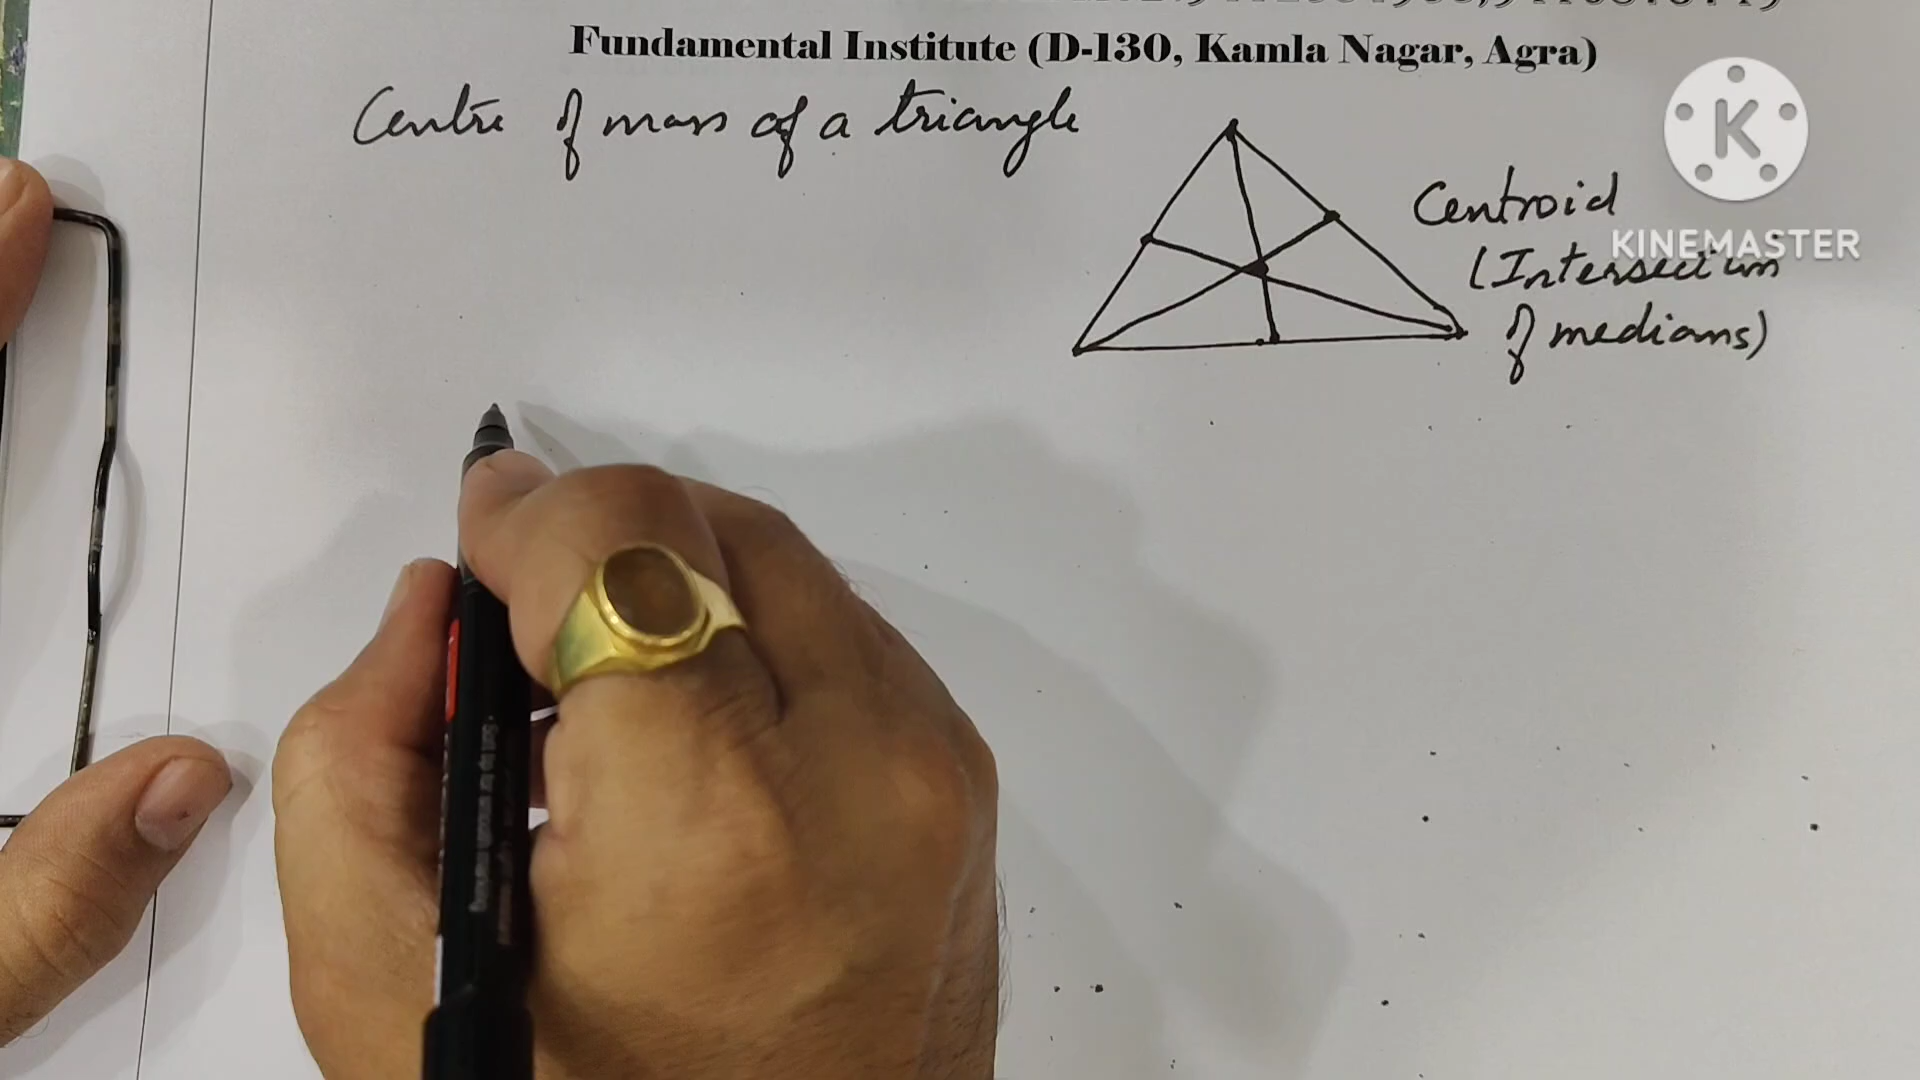 Fundamental Institute (D-130, Kamla Nagar, Agra)
Centre of mass of a triangle
K
Centroid
KINEMASTER
(Intersection
of medians)